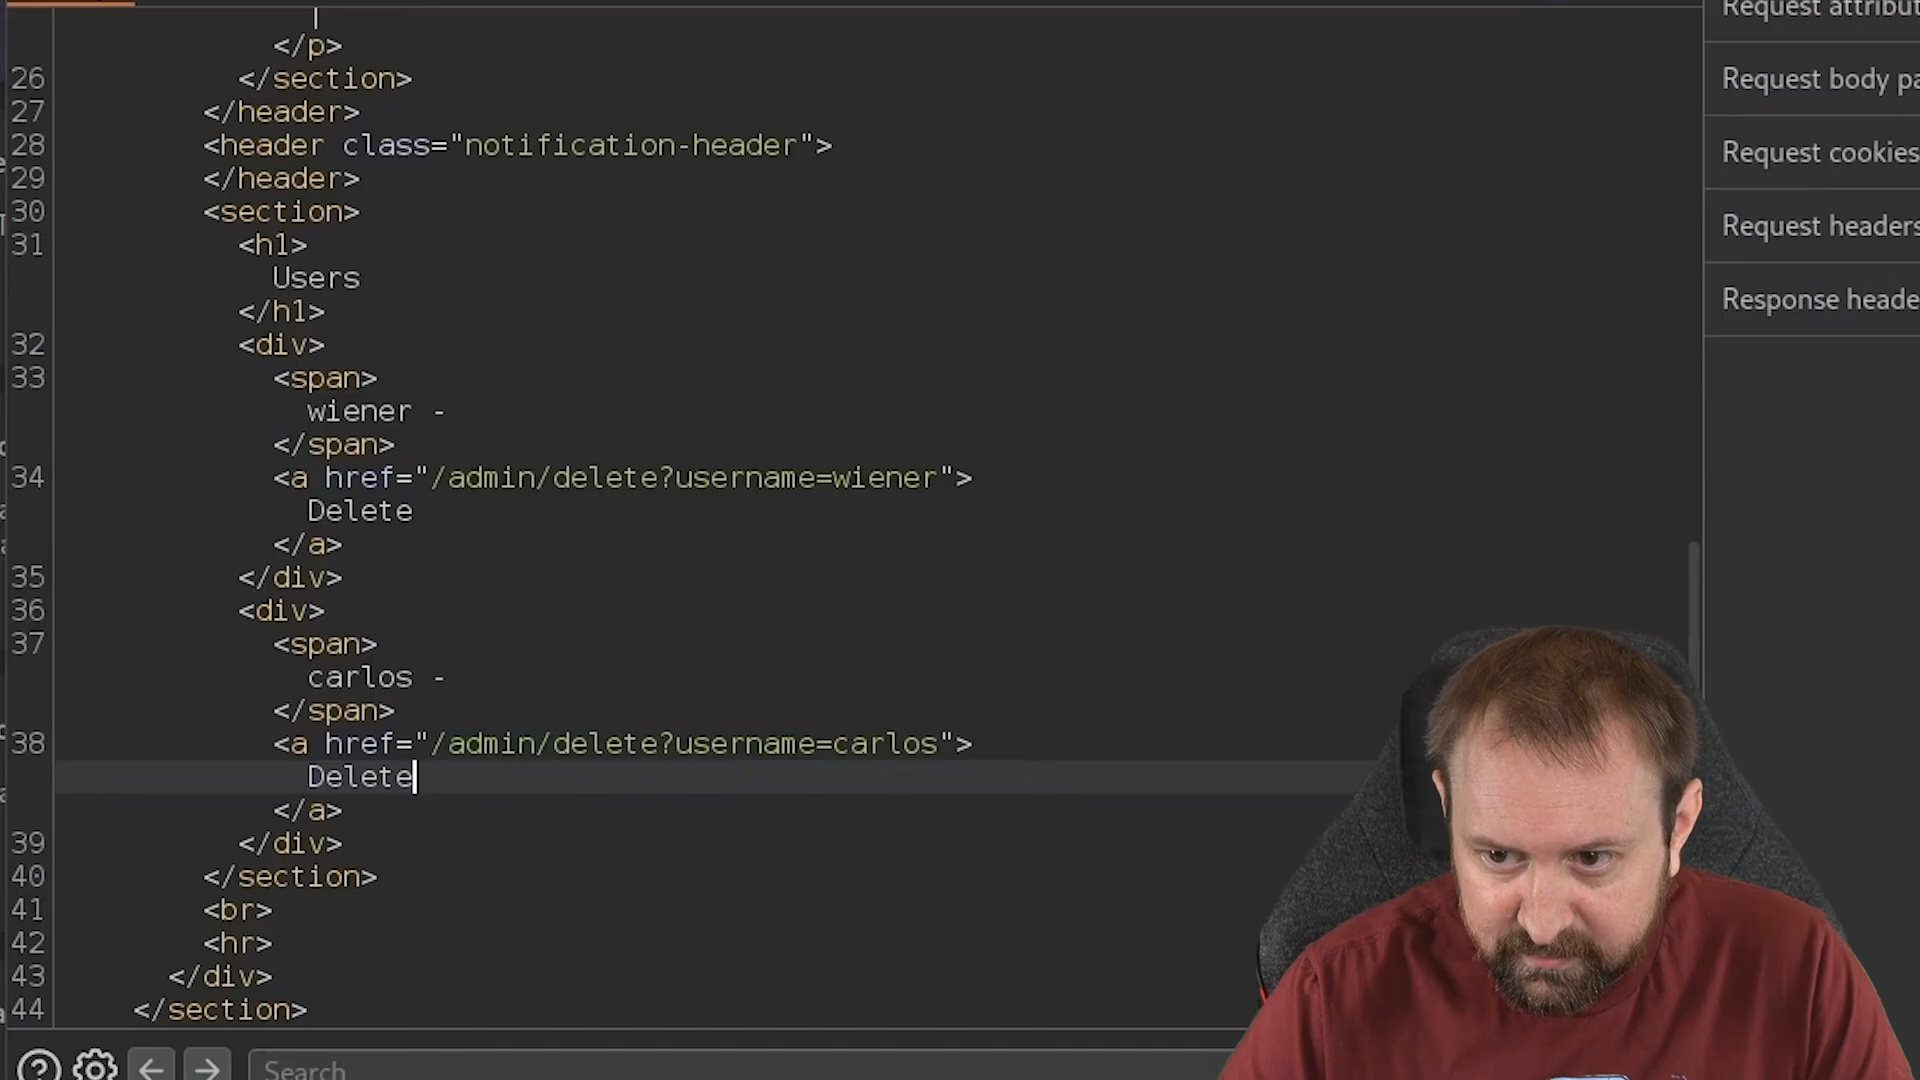 </p>
26 </section>
27 </header>
28 <header class="notification-header">
29 </header>
30 <section>
31 <h1>
Users
</h1>
32 <div>
33 <span>
wiener -
</span>
34 <a href="/admin/delete?username=wiener">
Delete
</a>
35 </div>
36 <div>
37 <span>
carlos -
</span>
38 <a href="/admin/delete?username=carlos">
Delete
</a>
39 </div>
40 </section>
41 <br>
42 <hr>
43 </div>
44 </section>
Search
Request
Request body
Request cookies
Request headers
Response